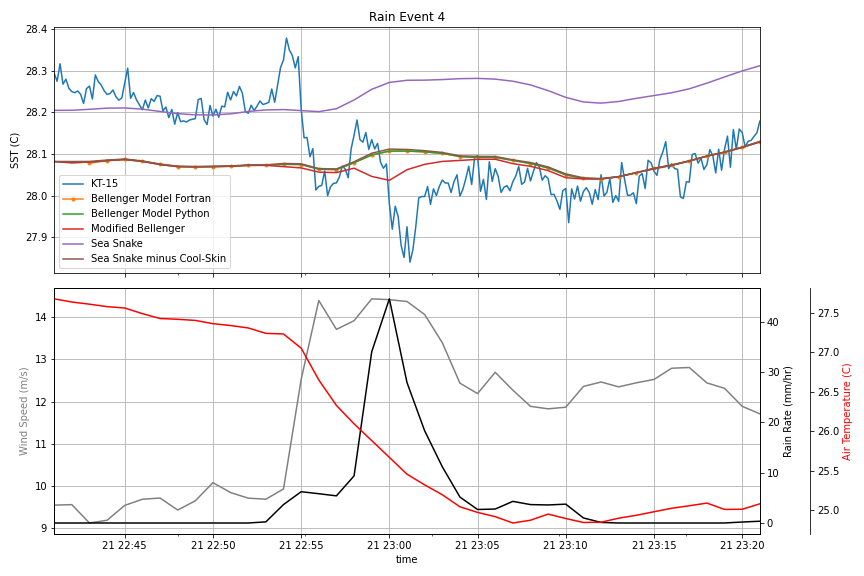 Rain Event 4
SST (C)
28.4
28.3
28.2
28.1
28.0
27.9
KT-15
Bellenger Model Fortran
Bellenger Model Python
Modified Bellenger
Sea Snake
Sea Snake minus Cool-Skin
Wind Speed (m/s)
14
13
12
11
10
9
40
30
20
10
0
Rain Rate (mm/hr)
27.5
27.0
26.5
26.0
25.5
25.0
Air Temperature (C)
21 22:45
21 22:50
21 22:55
21 23:00
21 23:05
21 23:10
21 23:15
21 23:20
time